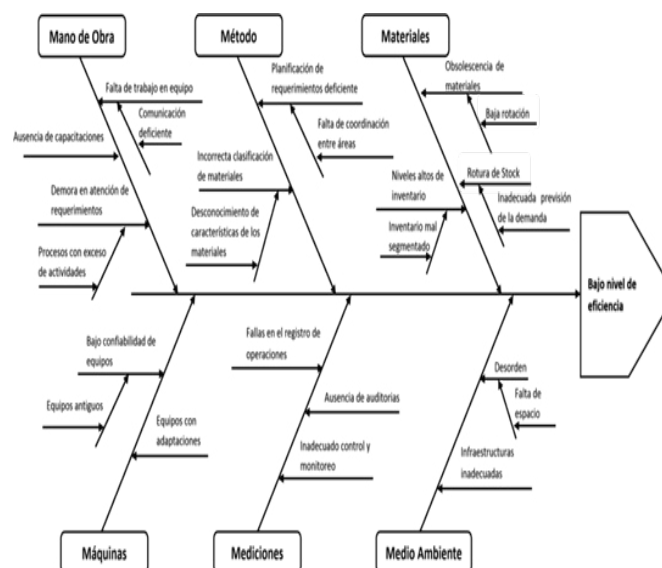 Mano de Obra
Método
Materiales
Falta de trabajo en equipo
Comunicación
deficiente
Ausencia de capacitaciones
Demora en atención de
requerimientos
Procesos con exceso
de actividades
Planificación de
requerimientos deficiente
Falta de coordinación
entre áreas
Incorrecta clasificación
de materiales
Desconocimiento de
características de los
materiales
Obsolescencia de
materiales
Baja rotación
Rotura de Stock
Niveles altos de
inventario
Inadecuada previsión
de la demanda
Inventario mal
segmentado
Bajo nivel de
eficiencia
Bajo confiabilidad de
equipos
Equipos antiguos
Equipos con
adaptaciones
Fallas en el registro de
operaciones
Ausencia de auditorias
Inadecuado control y
monitoreo
Desorden
Falta de
espacio
Infraestructuras
inadecuadas
Máquinas
Mediciones
Medio Ambiente